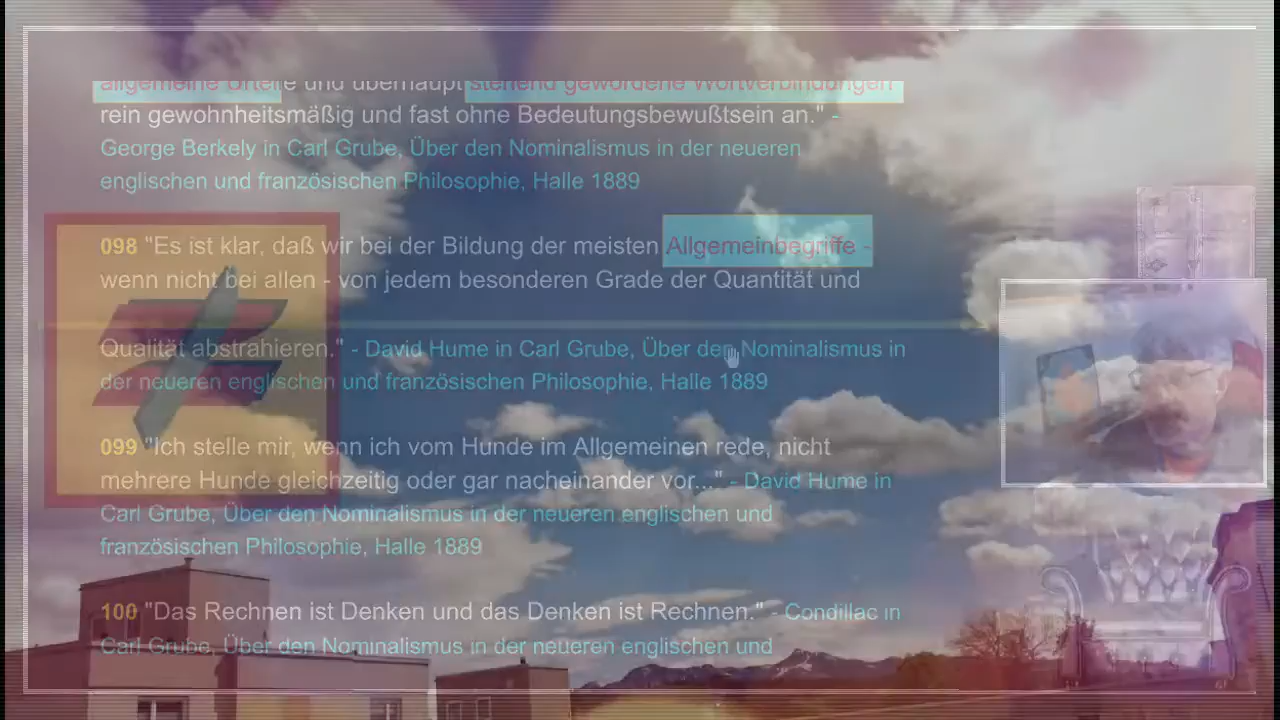 allgemeine Urteile und überhaupt stehend gewordene Wortverbindungen
rein gewohnheitsmäßig und fast ohne Bedeutungsbewußtsein an." -
George Berkely in Carl Grube, Über den Nominalismus in der neueren
englischen und französischen Philosophie, Halle 1889
098 "Es ist klar, daß wir bei der Bildung der meisten Allgemeinbegriffe -
wenn nicht bei allen - von jedem besonderen Grade der Quantität und
Qualität abstrahieren." - David Hume in Carl Grube, Über den Nominalismus in
der neueren englischen und französischen Philosophie, Halle 1889
099 "Ich stelle mir, wenn ich vom Hunde im Allgemeinen rede, nicht
mehrere Hunde gleichzeitig oder gar nacheinander vor..." - David Hume in
Carl Grube, Über den Nominalismus in der neueren englischen und
französischen Philosophie, Halle 1889
100 "Das Rechnen ist Denken und das Denken ist Rechnen." - Condillac in
Carl Grube, Über den Nominalismus in der neueren englischen und